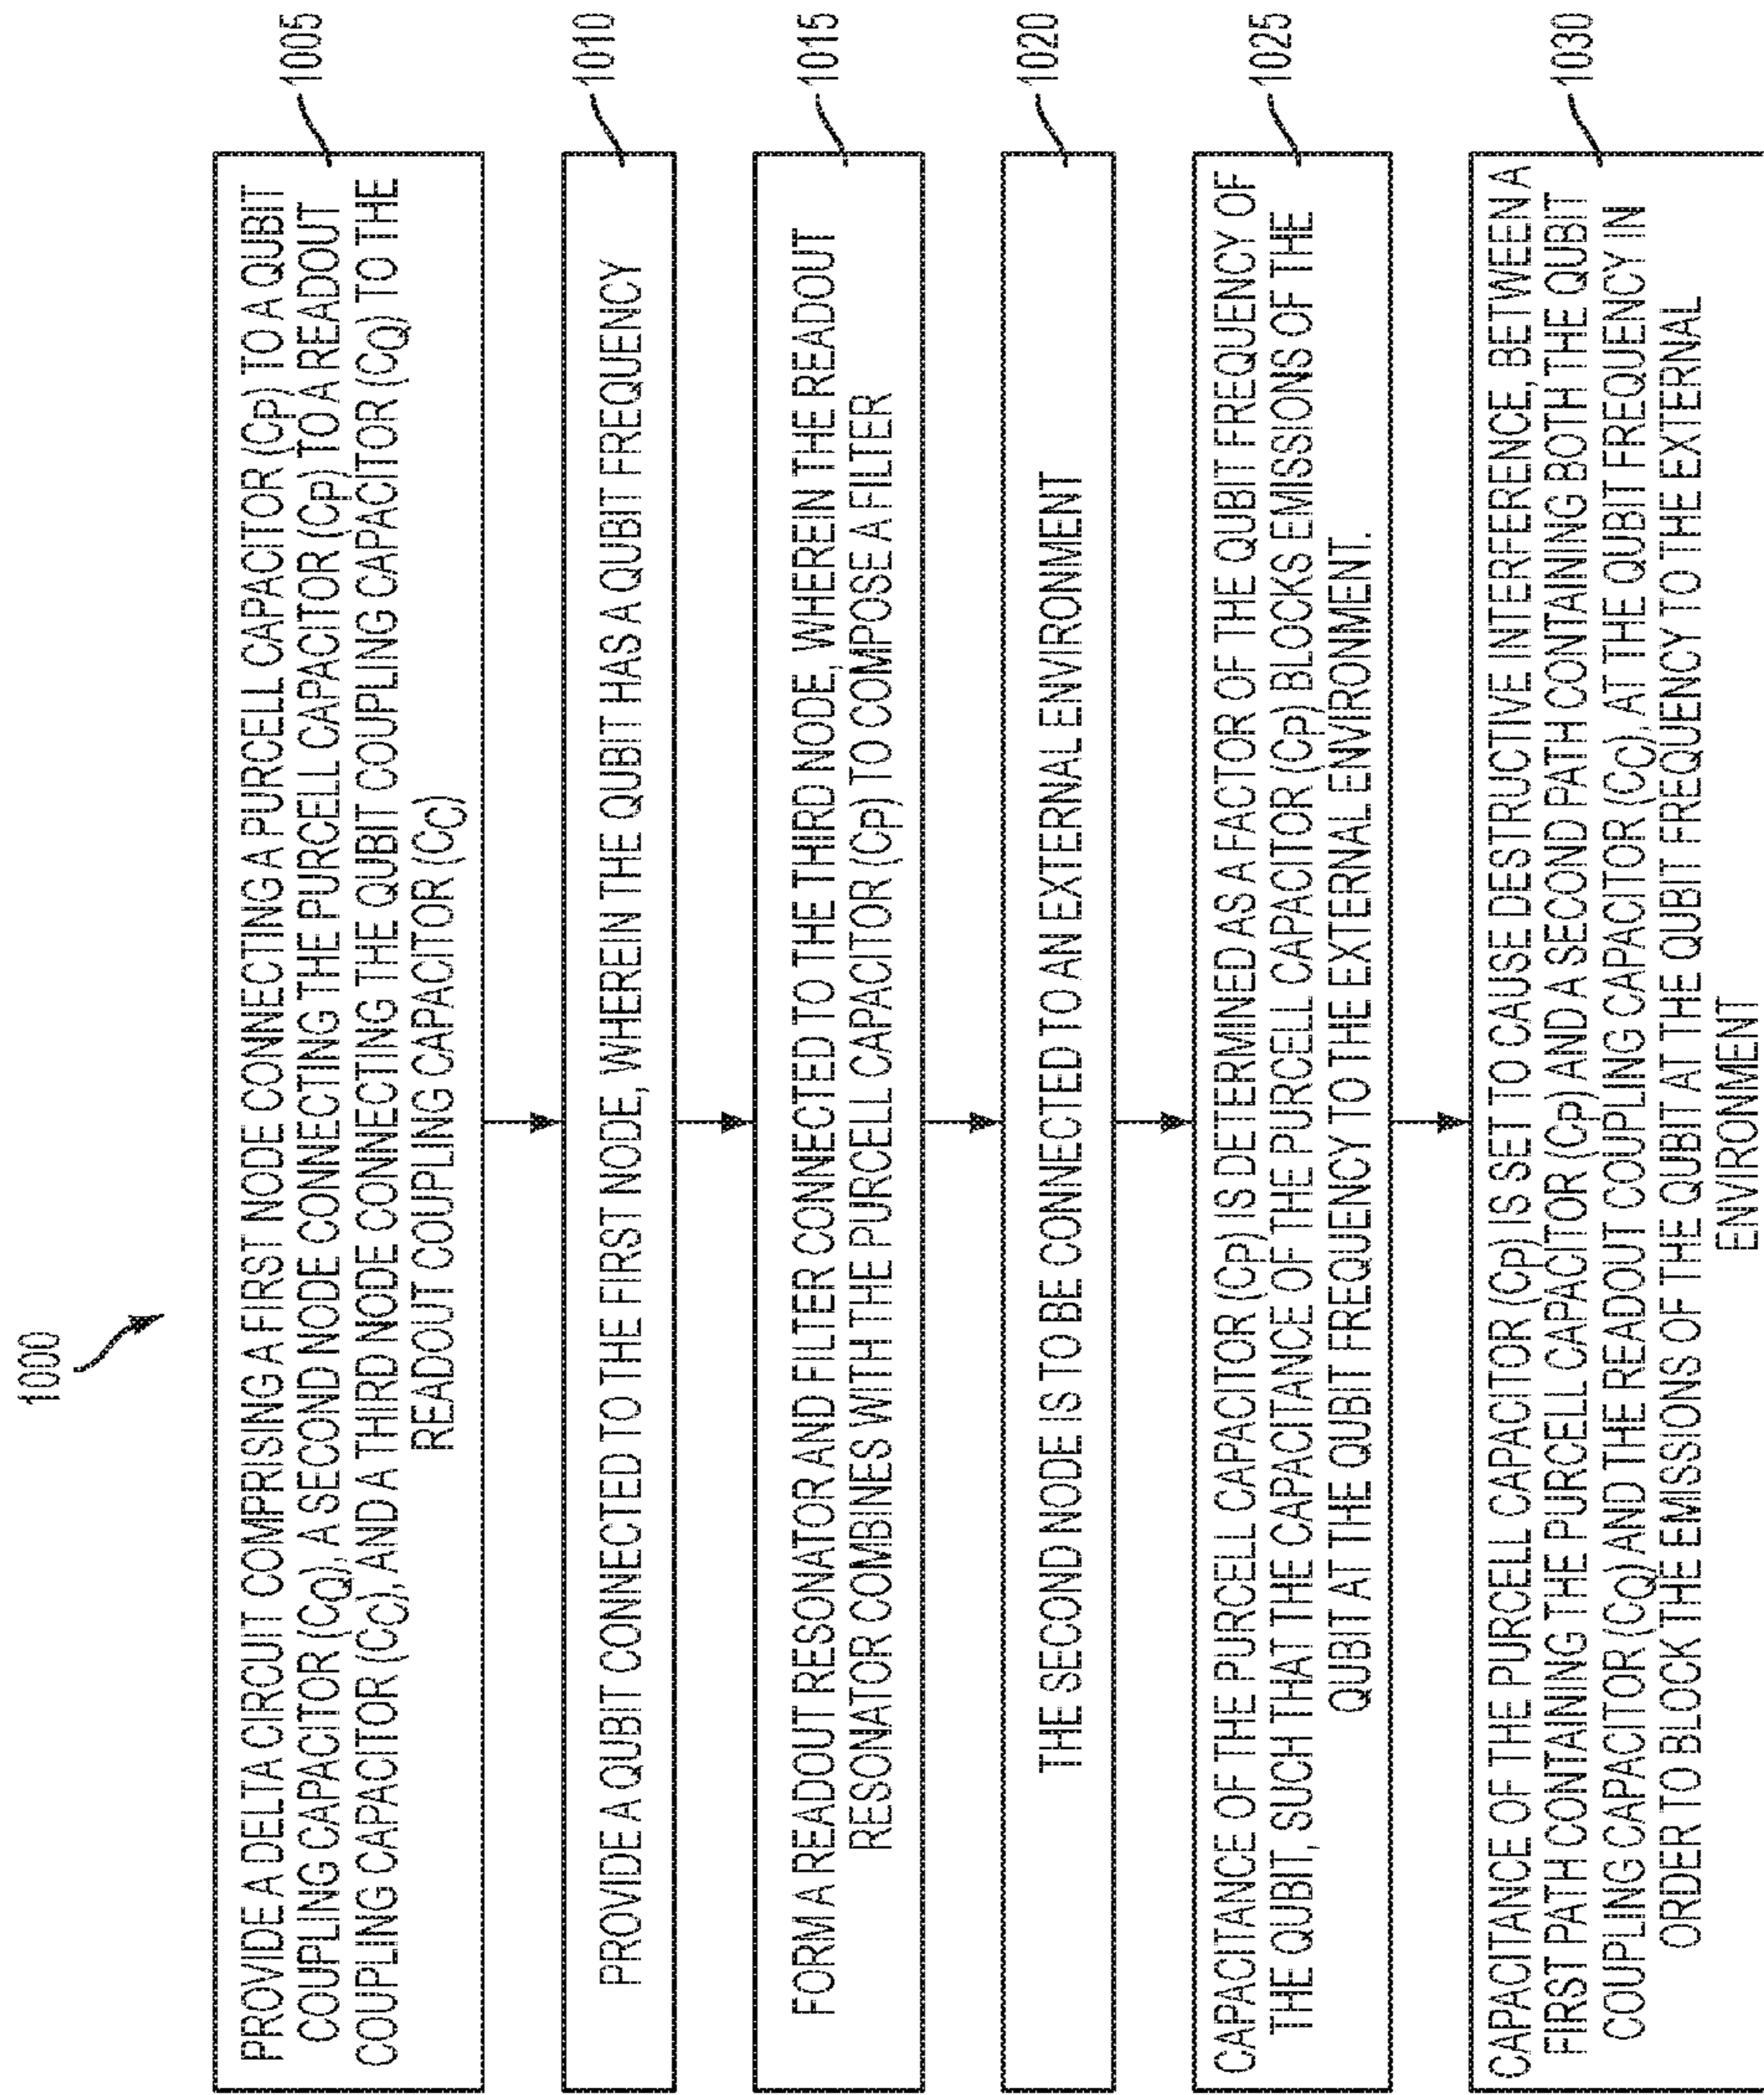 1000
PROVIDE A DELTA CIRCUIT COMPRISING A FIRST NODE CONNECTING A PURCELL CAPACITOR (CP) TO A QUBIT
COUPLING CAPACITOR (CQ), A SECOND NODE CONNECTING THE PURCELL CAPACITOR (CP) TO A READOUT
COUPLING CAPACITOR (CC), AND A THIRD NODE CONNECTING THE QUBIT COUPLING CAPACITOR (CQ) TO THE
READOUT COUPLING CAPACITOR (CC)
1005
PROVIDE A QUBIT CONNECTED TO THE FIRST NODE, WHEREIN THE QUBIT HAS A QUBIT FREQUENCY
1010
FORM A READOUT RESONATOR AND FILTER CONNECTED TO THE THIRD NODE, WHEREIN THE READOUT
RESONATOR COMBINES WITH THE PURCELL CAPACITOR (CP) TO COMPOSE A FILTER
1015
THE SECOND NODE IS TO BE CONNECTED TO AN EXTERNAL ENVIRONMENT
1020
CAPACITANCE OF THE PURCELL CAPACITOR (CP) IS DETERMINED AS A FACTOR OF THE QUBIT FREQUENCY OF
THE QUBIT, SUCH THAT THE CAPACITANCE OF THE PURCELL CAPACITOR (CP) BLOCKS EMISSIONS OF THE
QUBIT AT THE QUBIT FREQUENCY TO THE EXTERNAL ENVIRONMENT.
1025
CAPACITANCE OF THE PURCELL CAPACITOR (CP) IS SET TO CAUSE DESTRUCTIVE INTERFERENCE, BETWEEN A
FIRST PATH CONTAINING THE PURCELL CAPACITOR (CP) AND A SECOND PATH CONTAINING BOTH THE QUBIT
COUPLING CAPACITOR (CQ) AND THE READOUT COUPLING CAPACITOR (CC), AT THE QUBIT FREQUENCY IN
ORDER TO BLOCK THE EMISSIONS OF THE QUBIT AT THE QUBIT FREQUENCY TO THE EXTERNAL
ENVIRONMENT
1030